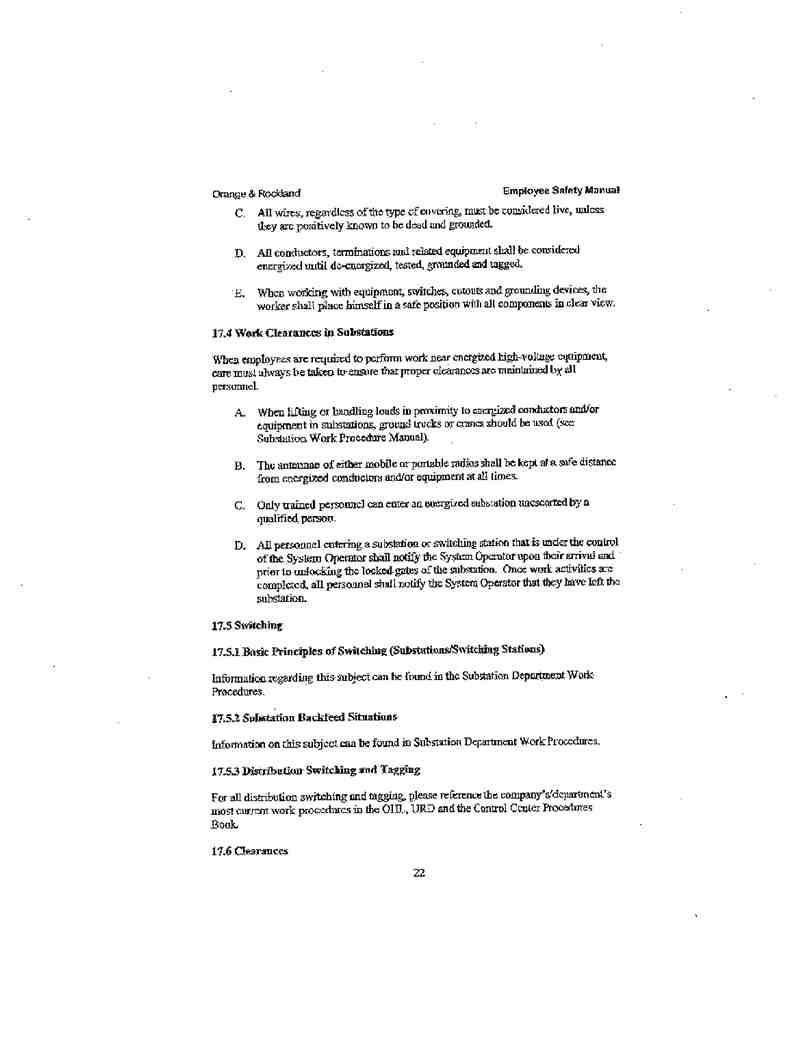 Orange & Rockland
Employee Safety Manual
C. All wires, regardless of the type of covering, must be considered live, unless
they are positively known to be dead and grounded.
D. All conductors, terminations and related equipment shall be considered
energized until de-energized, tested, grounded and tagged.
E. When working with equipment, switches, cutouts and grounding devices, the
worker shall place himself in a safe position with all components in clear view.
17.4 Work Clearances in Substations
When employees are required to perform work near energized high-voltage equipment,
care must always be taken to ensure that proper clearances are maintained by all
personnel.
A. When lifting or handling loads in proximity to energized conductors and/or
equipment in substations, ground trucks or cranes should be used (see
Substation Work Procedure Manual).
B. The antennae of either mobile or portable radios shall be kept at a safe distance
from energized conductors and/or equipment at all times.
C. Only trained personnel can enter an energized substation unescorted by a
qualified person.
D. All personnel entering a substation or switching station that is under the control
of the System Operator shall notify the System Operator upon their arrival and
prior to unlocking the locked gates of the substation. Once work activities are
completed, all personnel shall notify the System Operator that they have left the
substation.
17.5 Switching
17.5.1 Basic Principles of Switching (Substations/Switching Stations)
Information regarding this subject can be found in the Substation Department Work
Procedures.
17.5.2 Substation Backfeed Situations
Information on this subject can be found in Substation Department Work Procedures.
17.5.3 Distribution Switching and Tagging
For all distribution switching and tagging, please reference the company's/department's
most current work procedures in the URD and the Control Center Procedures
Book.
17.6 Clearances
22